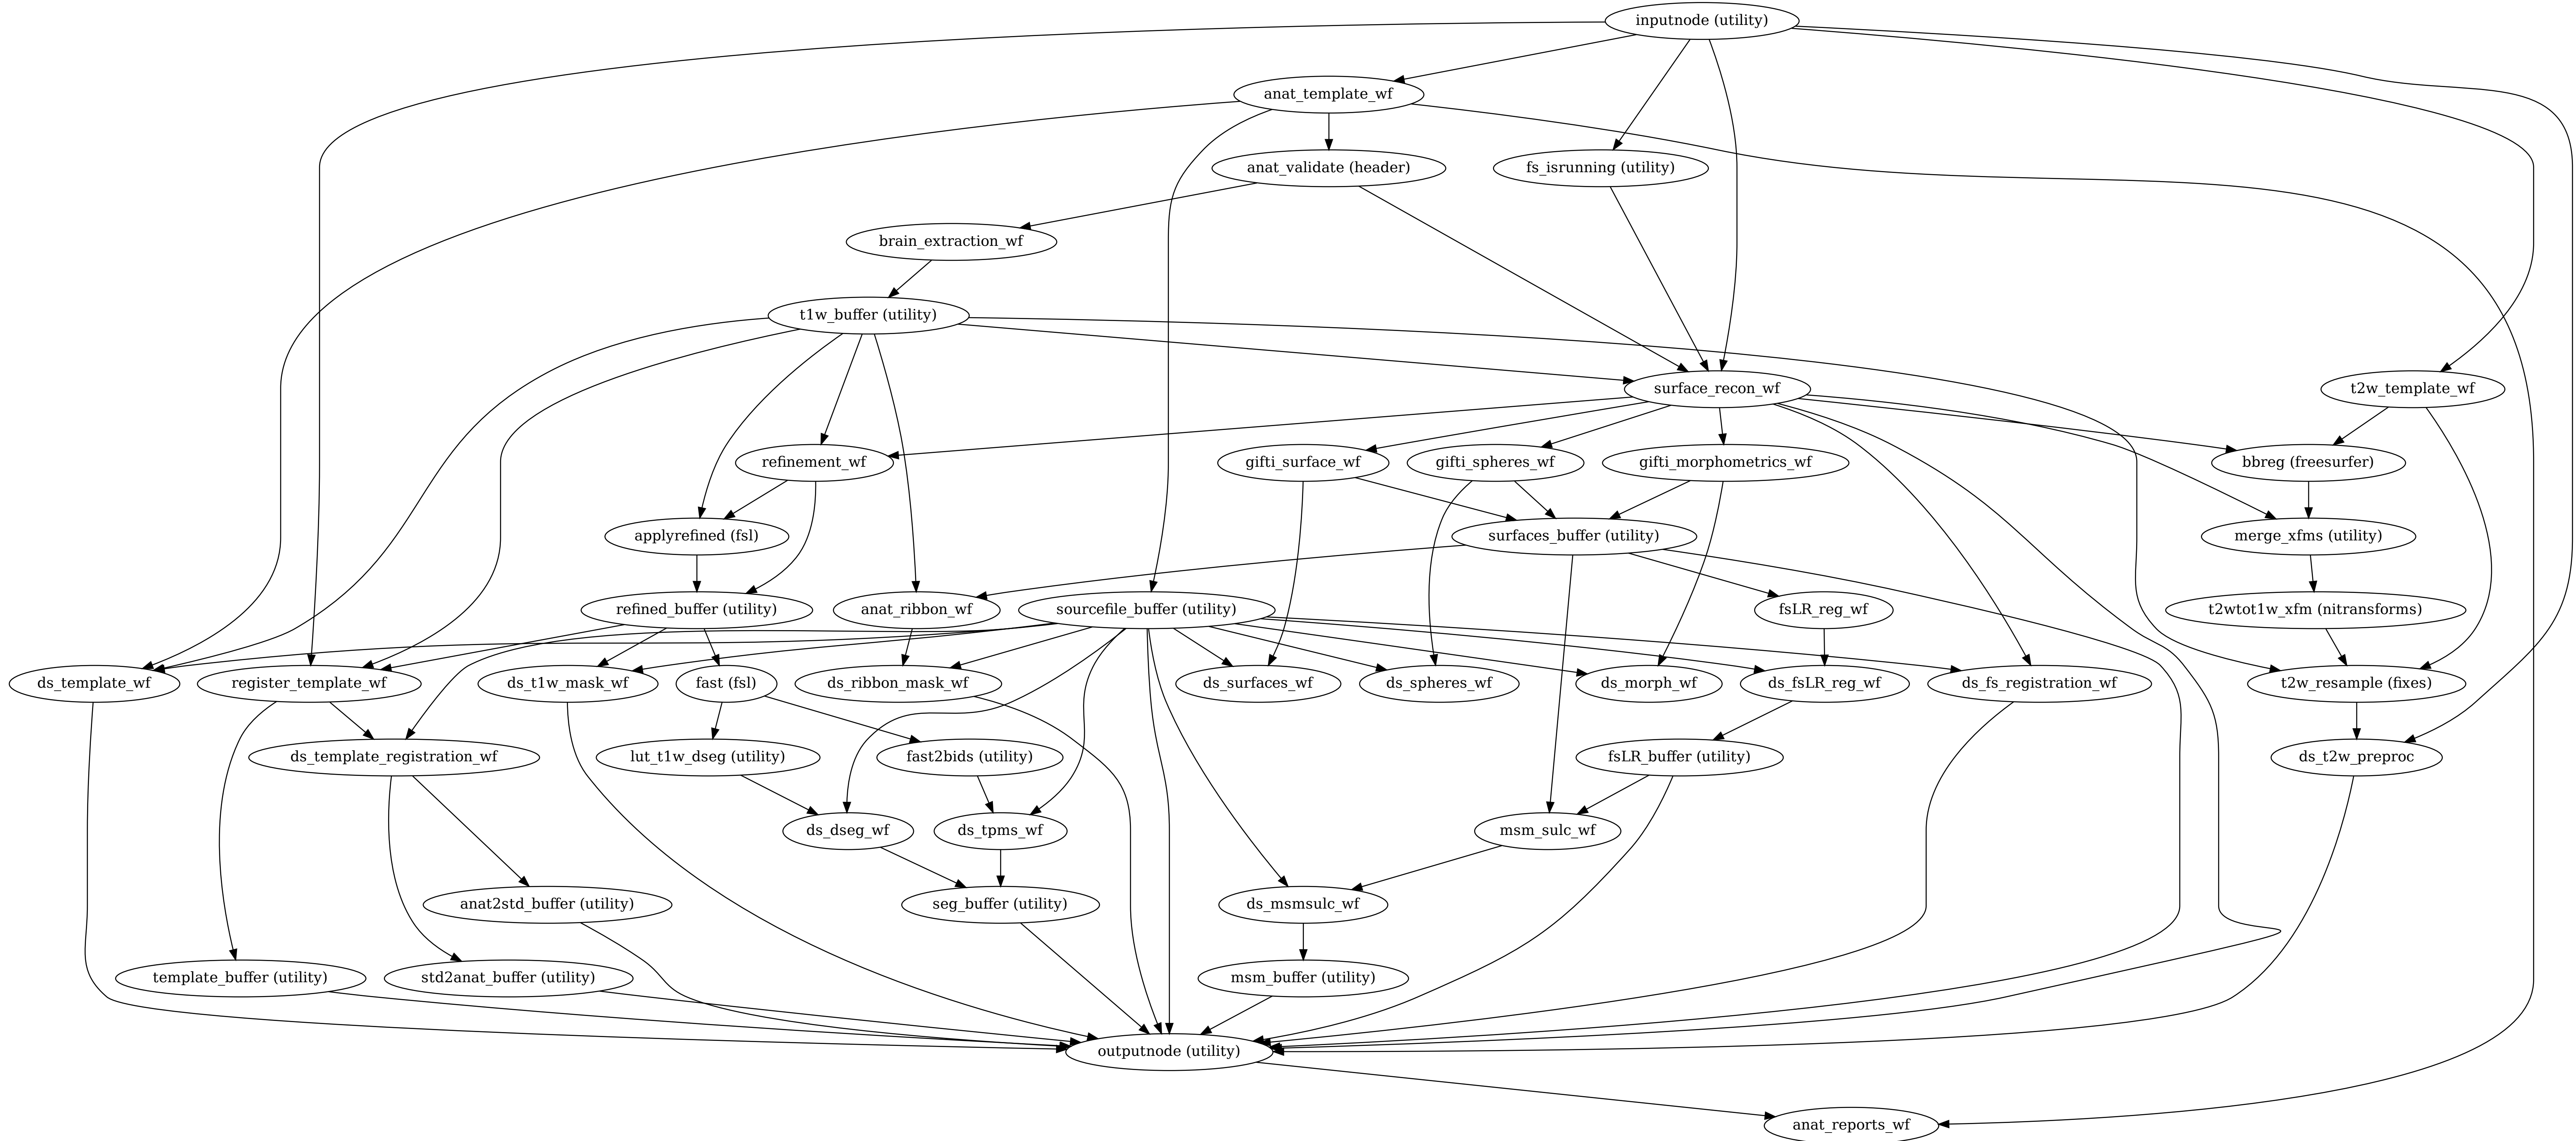 inputnode (utility)
anat_template_wf
anat_validate (header)
fs_isrunning (utility)
brain_extraction_wf
t1w_buffer (utility)
surface_recon_wf
t2w_template_wf
refinement_wf
gifti_surface_wf
gifti_spheres_wf
gifti_morphometrics_wf
bbreg (freesurfer)
applyrefined (fsl)
surfaces_buffer (utility)
merge_xfms (utility)
refined_buffer (utility)
anat_ribbon_wf
sourcefile_buffer (utility)
fsLR_reg_wf
t2wtot1w_xfm (nitransforms)
ds_template_wf
register_template_wf
ds_t1w_mask_wf
fast (fsl)
ds_ribbon_mask_wf
ds_surfaces_wf
ds_spheres_wf
ds_morph_wf
ds_fsLR_reg_wf
ds_fs_registration_wf
t2w_resample (fixes)
ds_template_registration_wf
lut_t1w_dseg (utility)
fast2bids (utility)
fsLR_buffer (utility)
ds_t2w_preproc
ds_dseg_wf
ds_tpms_wf
msm_sulc_wf
anat2std_buffer (utility)
seg_buffer (utility)
ds_msmsulc_wf
template_buffer (utility)
std2anat_buffer (utility)
msm_buffer (utility)
outputnode (utility)
anat_reports_wf